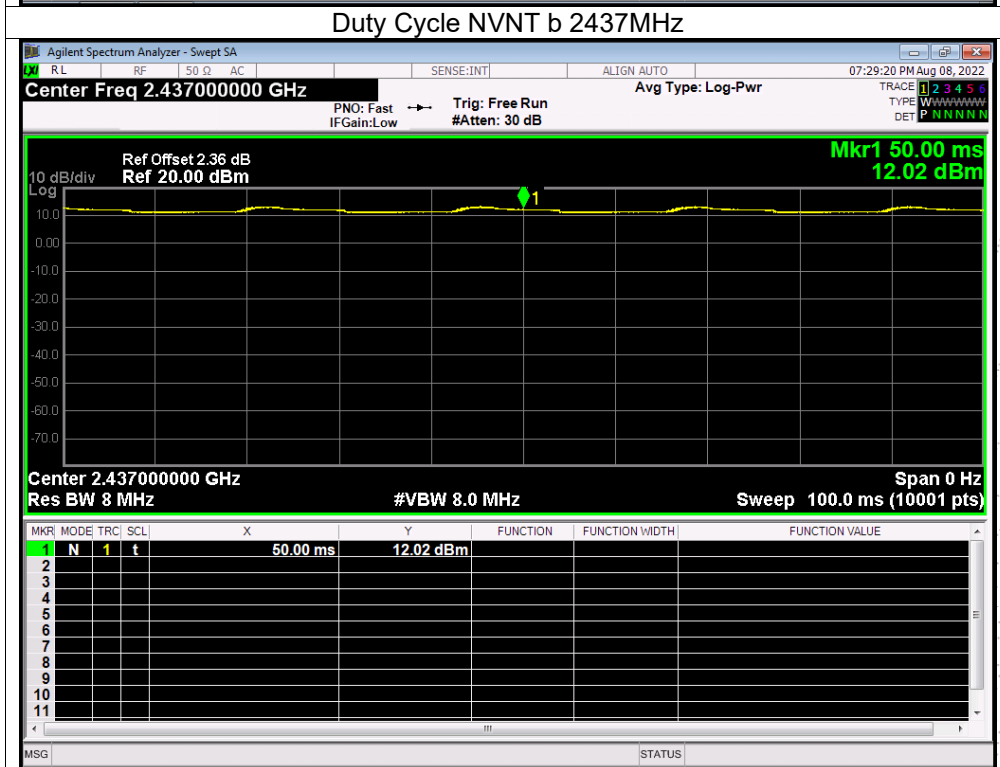 Duty Cycle NVNT b 2437MHz
Agilent Spectrum Analyzer - Swept SA
LXI RL RF 50 Ω AC SENSE:INT ALIGN AUTO 07:29:20 PM Aug 08, 2022
Center Freq 2.437000000 GHz Avg Type: Log-Pwr TRACE 1 2 3 4 5 6
PNO: Fast Trig: Free Run TYPE WWWWWW
IFGain:Low #Atten: 30 dB DET P N N N N N
Mkr1 50.00 ms
Ref Offset 2.36 dB
10 dB/div Ref 20.00 dBm 12.02 dBm
Log
1
10.0
0.00
-10.0
-20.0
-30.0
-40.0
-50.0
-60.0
-70.0
Center 2.437000000 GHz Span 0 Hz
Res BW 8 MHz #VBW 8.0 MHz Sweep 100.0 ms (10001 pts)
MKR MODE TRC SCL X Y FUNCTION FUNCTION WIDTH FUNCTION VALUE
1 N 1 t 50.00 ms 12.02 dBm
2
3
4
5
6
7
8
9
10
11
MSG STATUS